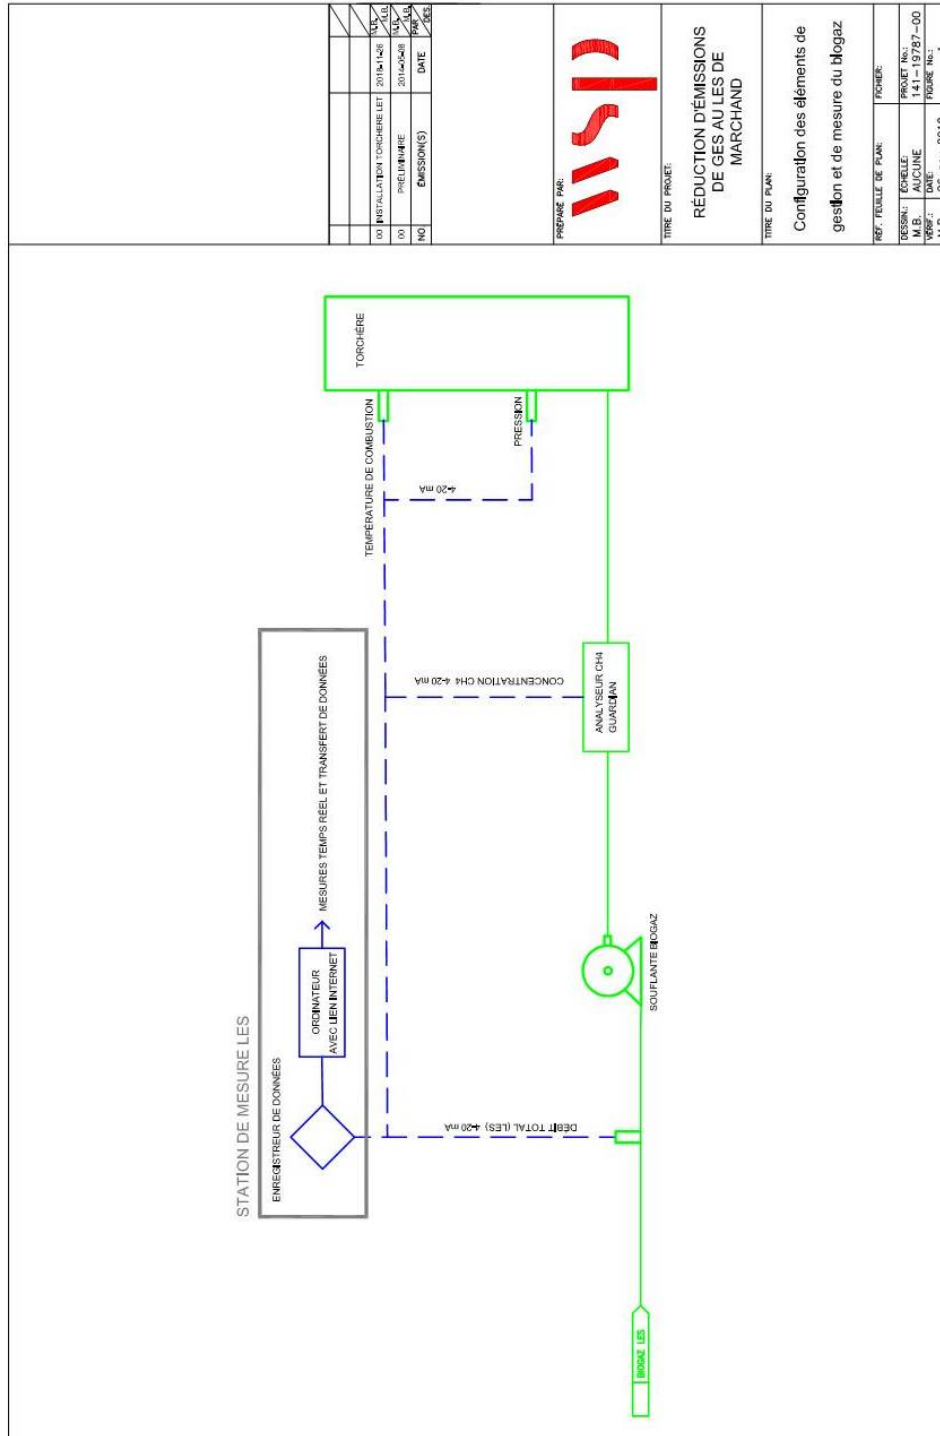 STATION DE MESURE LES
ENREGISTREUR DE DONNÉES
ORDINATEUR
AVEC LIEN INTERNET
MESURES TEMPS RÉEL ET TRANSFERT DE DONNÉES
TEMPÉRATURE DE COMBUSTION
TORCHÈRE
4-20 mA
PRESSION
CONCENTRATION CH4 4-20 mA
DÉBIT TOTAL (LES) 4-20 mA
ANALYSEUR CH4
GUARDIAN
SOUFLANTE BIOGAZ
BIOGAZ LES
00 INSTALLATION TORCHERE LET 2018-11-26 M.B. M.B.
00 PRÉLIMINAIRE 2014-05-08 M.B. M.B.
NO ÉMISSION(S) DATE PAR DES.
PRÉPARÉ PAR:
WSP
TITRE DU PROJET:
RÉDUCTION D'ÉMISSIONS
DE GES AU LES DE
MARCHAND
TITRE DU PLAN:
Configuration des éléments de
gestion et de mesure du biogaz
RÉF. FEUILLE DE PLAN: FICHIER:
DESSIN.: ÉCHELLE: PROJET No.:
M.B. AUCUNE 141-19787-00
VÉRIF.: DATE: FIGURE No.: